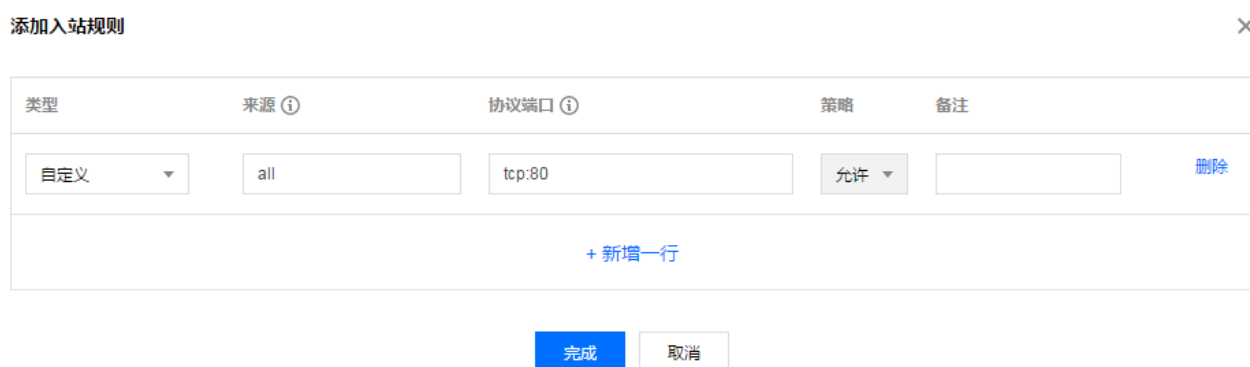 添加入站规则
类型 来源 协议端口 策略 备注
自定义 all tcp:80 允许 删除
+ 新增一行
完成 取消